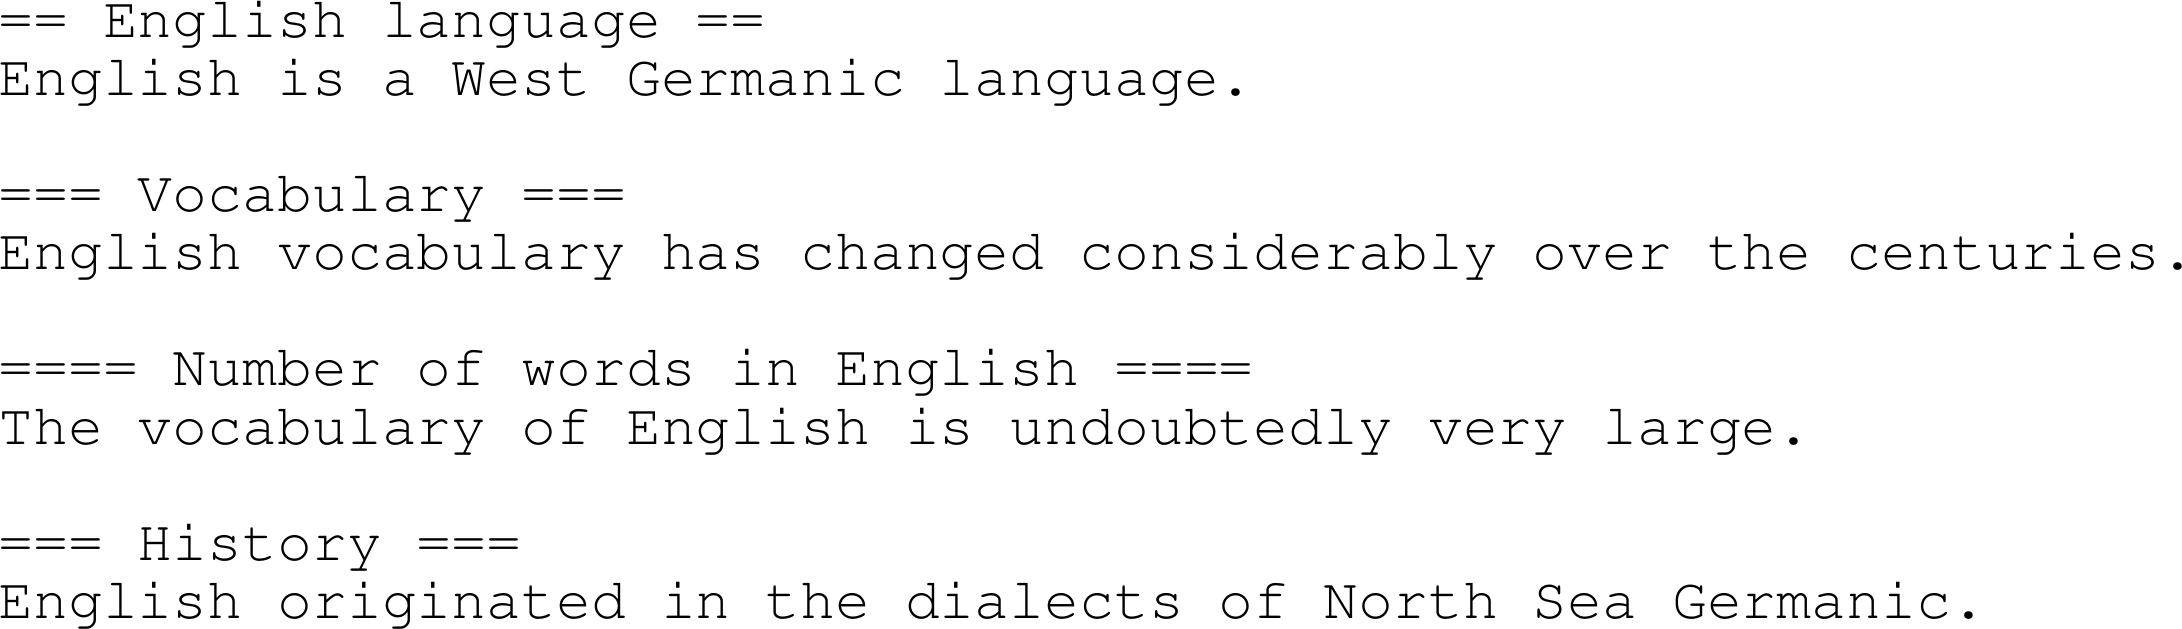 == English language ==
English is a West Germanic language.

=== Vocabulary ===
English vocabulary has changed considerably over the centuries.

==== Number of words in English ====
The vocabulary of English is undoubtedly very large.

=== History ===
English originated in the dialects of North Sea Germanic.